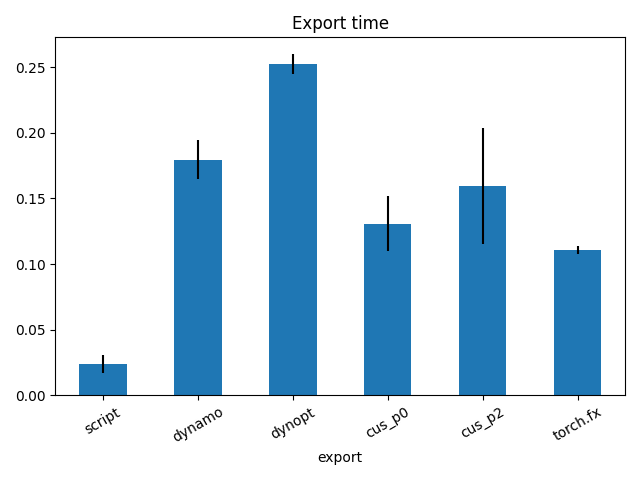 Export time
0.25
0.20
0.15
0.10
0.05
0.00
script
dynamo
dynopt
cus_p0
cus_p2
torch.fx
export